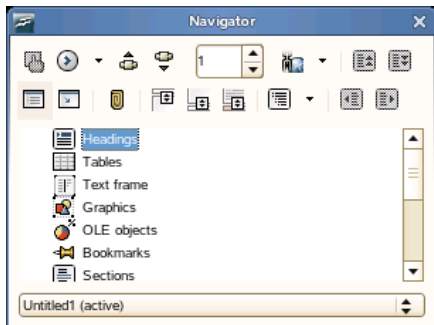 Navigator
1
Headings
Tables
Text frame
Graphics
OLE objects
Bookmarks
Sections
Untitled1 (active)